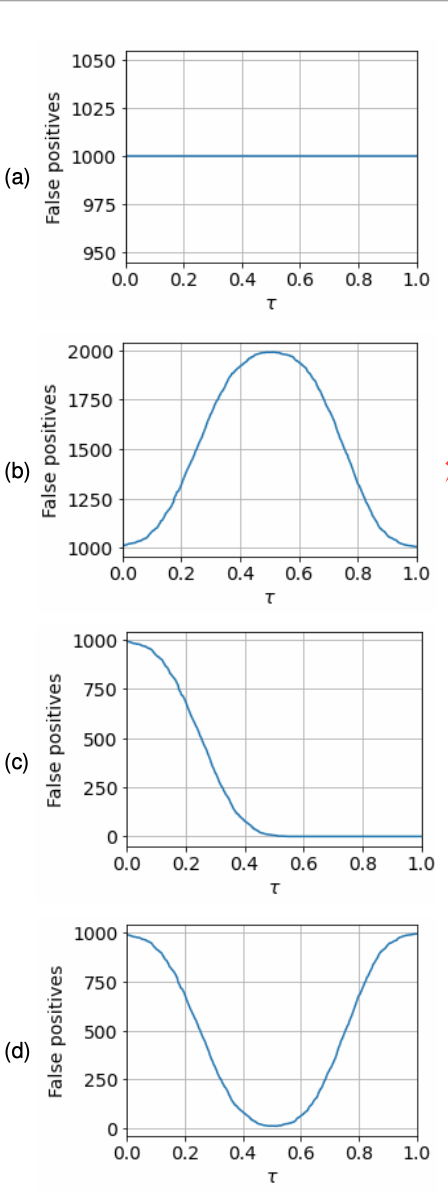 1050
1025
(a) False positives 1000
975
950
0.0 0.2 0.4 0.6 0.8 1.0
τ
2000
1750
(b) False positives 1500
1250
1000
0.0 0.2 0.4 0.6 0.8 1.0
τ
1000
750
(c) False positives 500
250
0
0.0 0.2 0.4 0.6 0.8 1.0
τ
1000
750
(d) False positives 500
250
0
0.0 0.2 0.4 0.6 0.8 1.0
τ